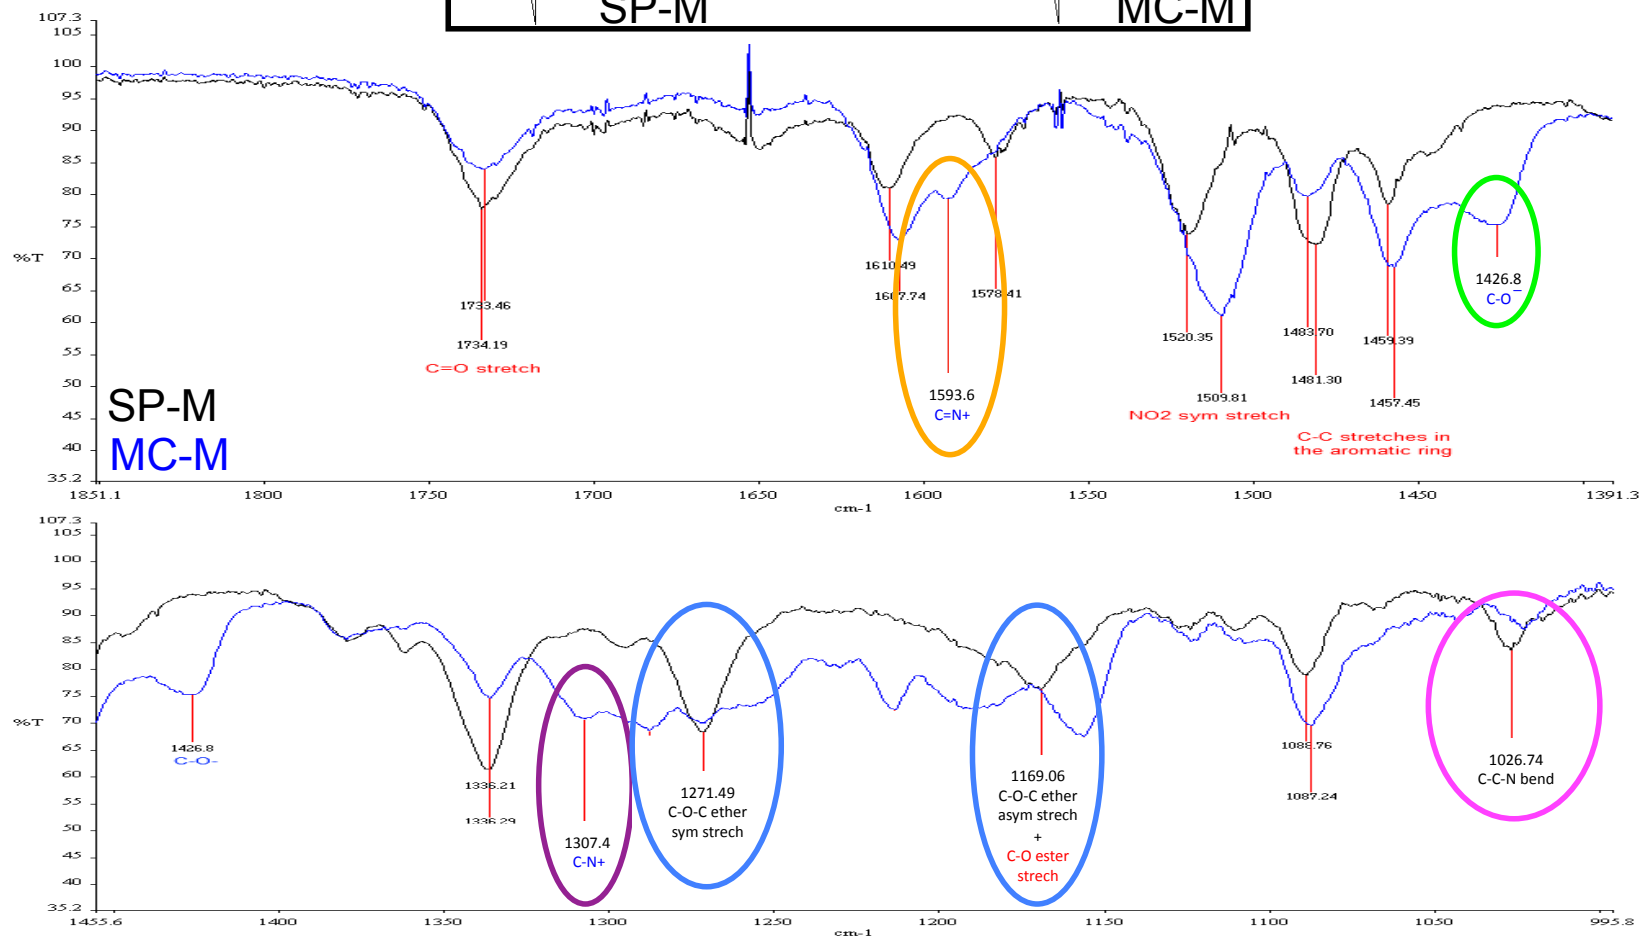 SP-M MC-M
107.3
105
100
95
90
85
80
75
70
65
60
55
50
45
40
35.2
%T
1733.46
1734.19
C=O stretch
SP-M
MC-M
1610.49
1607.74
1593.6
C=N+
1578.41
1520.35
1509.81
NO2 sym stretch
1483.70
1481.30
1459.39
1457.45
C-C stretches in
the aromatic ring
1426.8
C-O⁻
1851.1 1800 1750 1700 1650 1600 1550 1500 1450 1391.3
cm-1
107.3
105
100
95
90
85
80
75
70
65
60
55
50
45
40
35.2
%T
1426.8
C-O-
1336.21
1336.29
1307.4
C-N+
1271.49
C-O-C ether
sym strech
1169.06
C-O-C ether
asym strech
+
C-O ester
strech
1088.76
1087.24
1026.74
C-C-N bend
1455.6 1400 1350 1300 1250 1200 1150 1100 1050 995.8
cm-1